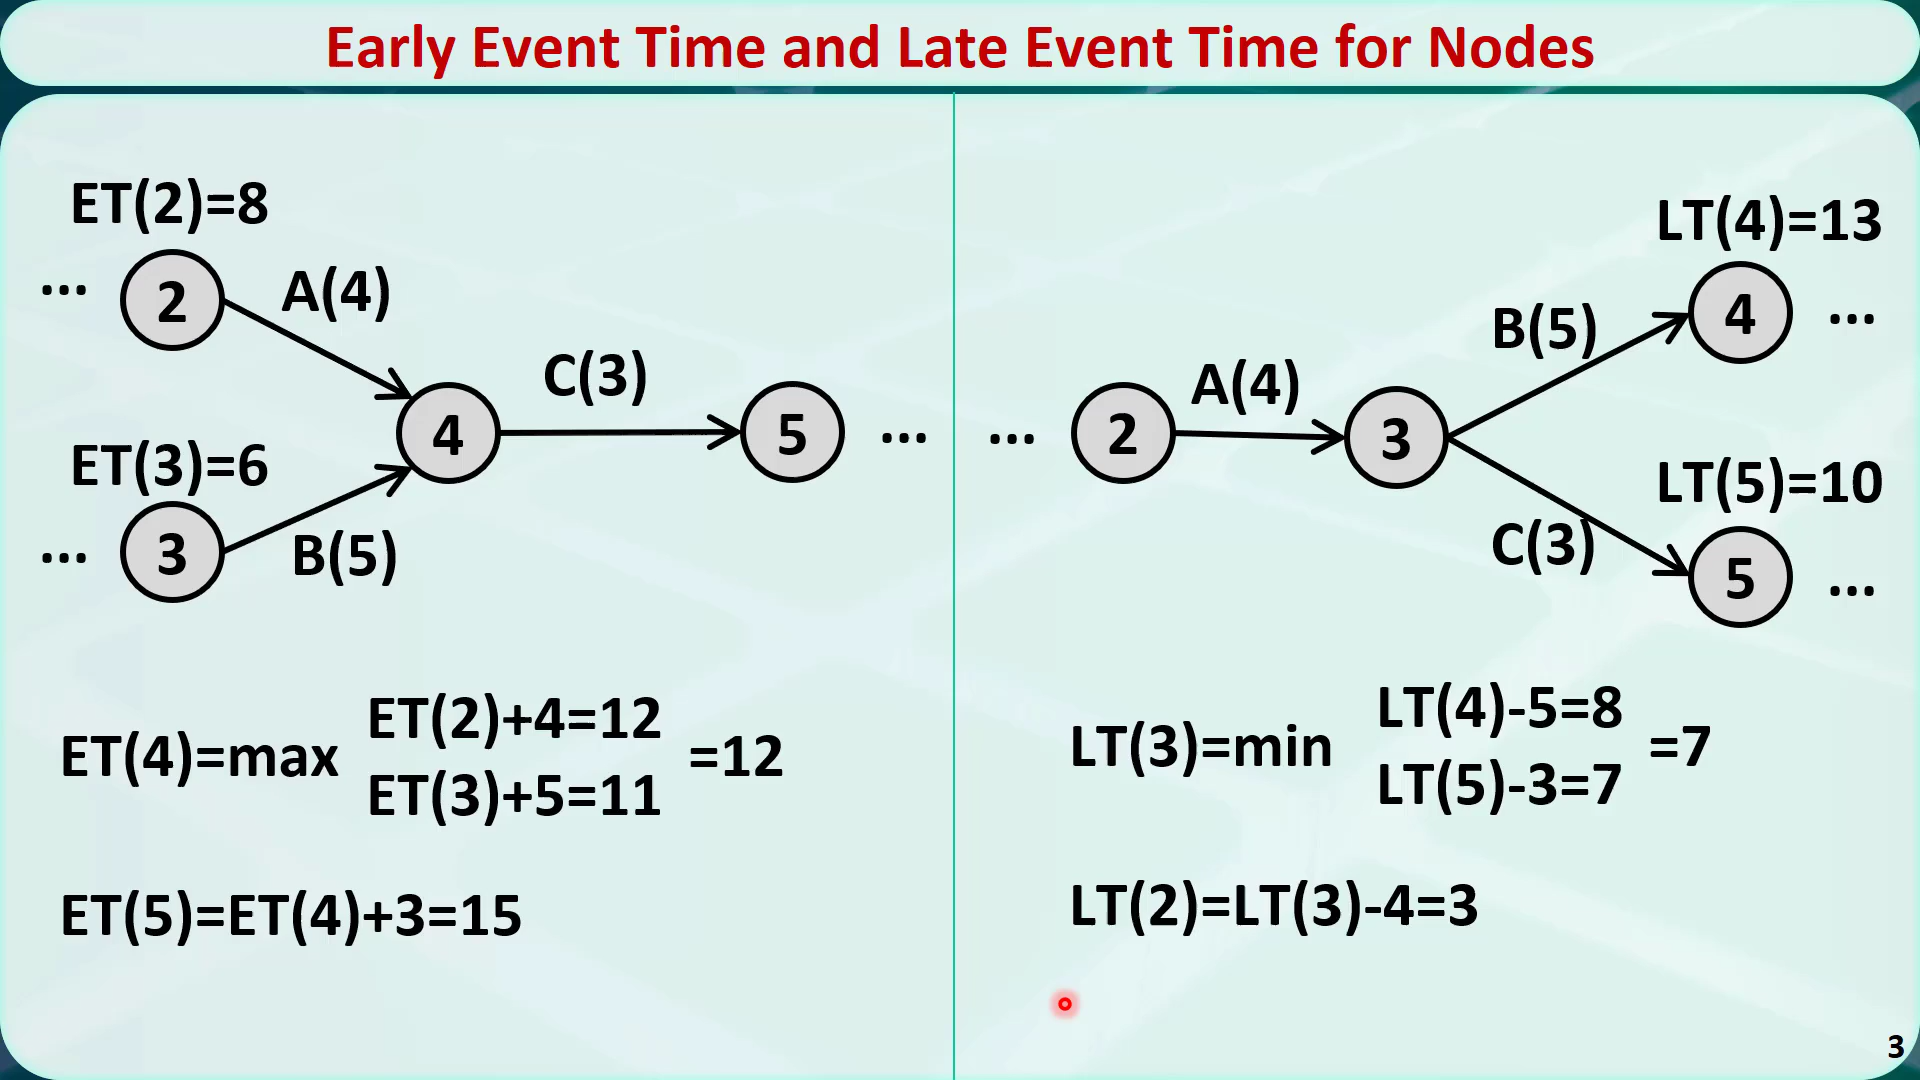 Early Event Time and Late Event Time for Nodes
ET(2)=8
...
2
A(4)
ET(3)=6
...
3
B(5)
4
C(3)
5
...
ET(4)=max
ET(2)+4=12
ET(3)+5=11
=12
ET(5)=ET(4)+3=15
...
2
A(4)
3
B(5)
LT(4)=13
4
...
C(3)
LT(5)=10
5
...
LT(3)=min
LT(4)-5=8
LT(5)-3=7
=7
LT(2)=LT(3)-4=3
3